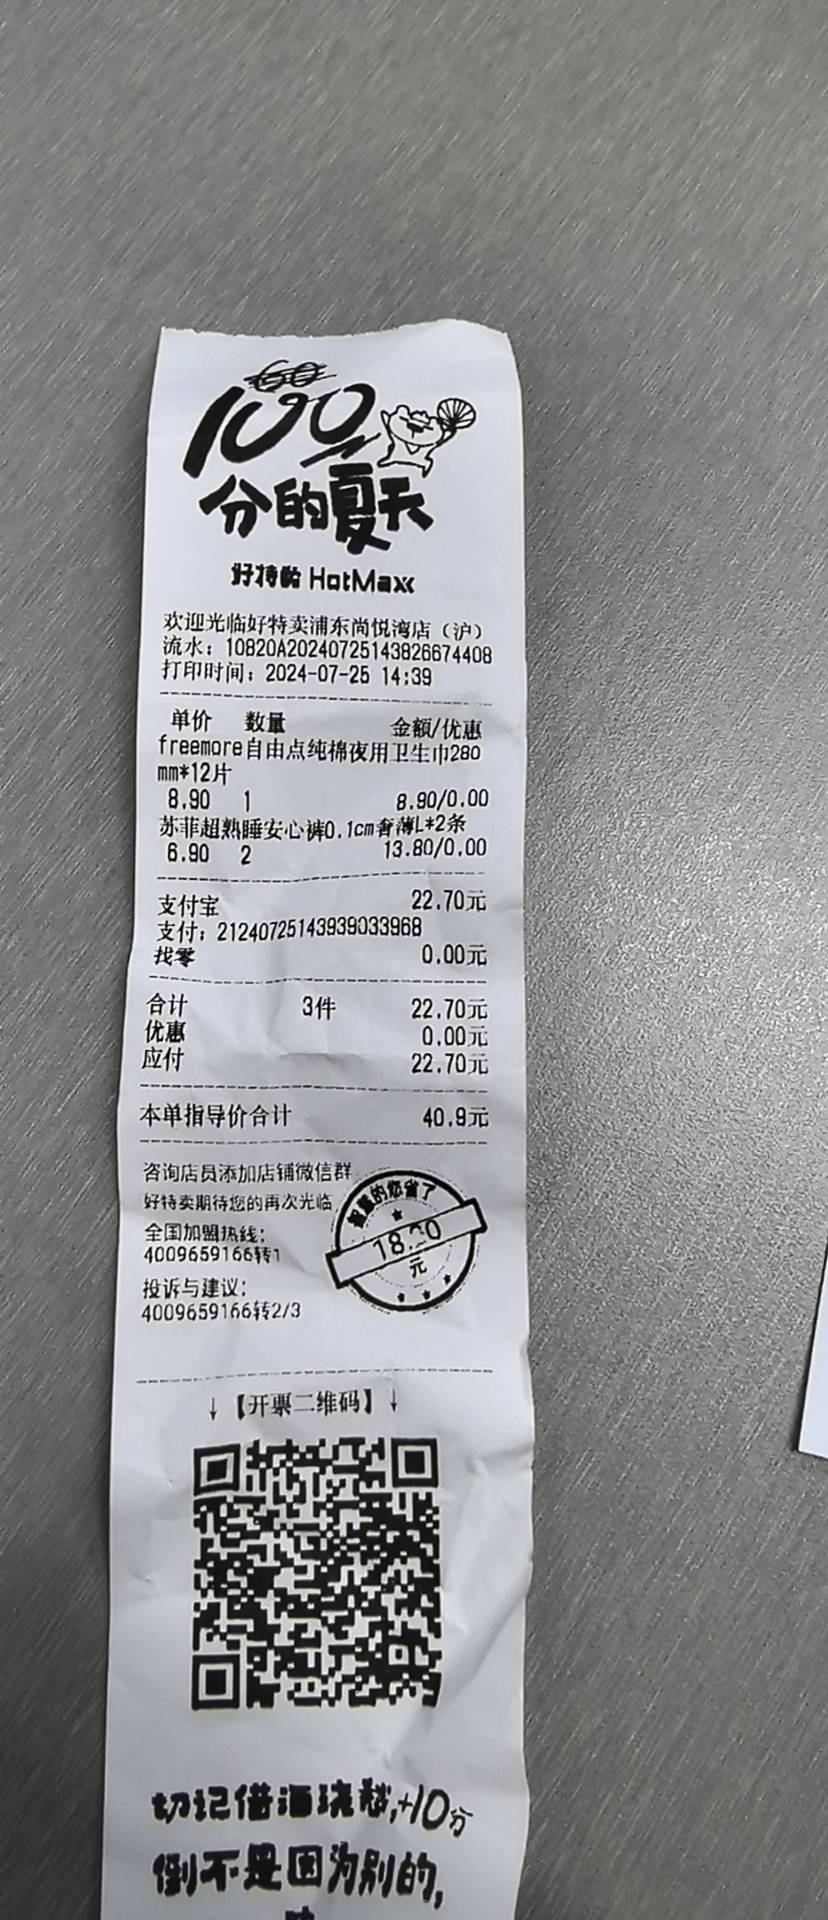 60
100
分的夏天
好特卖 HotMaxx
欢迎光临好特卖浦东尚悦湾店（沪）
流水：10820A20240725143826674408
打印时间：2024-07-25 14:39
单价 数量 金额/优惠
freemore自由点纯棉夜用卫生巾280
mm*12片
8.90 1 8.90/0.00
苏菲超熟睡安心裤0.1cm奢薄L*2条
6.90 2 13.80/0.00
支付宝 22.70元
支付：21240725143939033968
找零 0.00元
合计 3件 22.70元
优惠 0.00元
应付 22.70元
本单指导价合计 40.9元
咨询店员添加店铺微信群
好特卖期待您的再次光临
全国加盟热线：
4009659166转1
投诉与建议：
4009659166转2/3
智慧的您省了
18.20
元
↓【开票二维码】↓
切记借酒浇愁,+10分
倒不是因为别的,